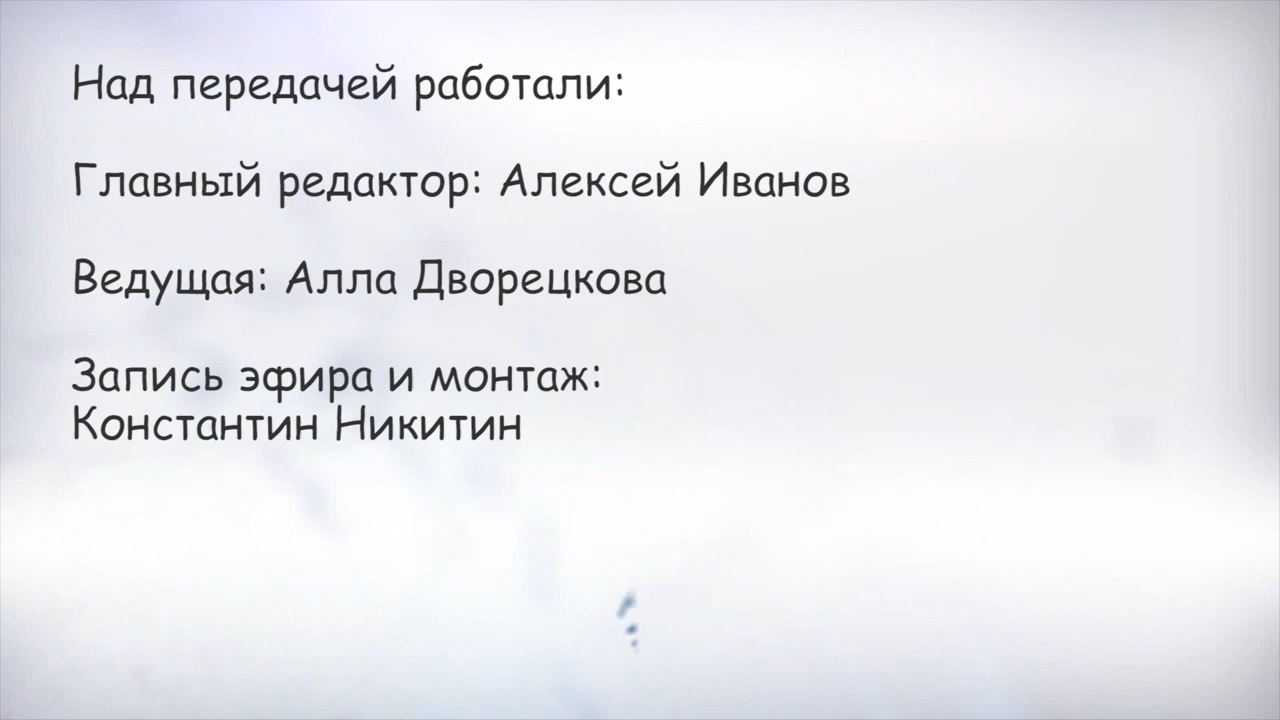 Над передачей работали:
Главный редактор: Алексей Иванов
Ведущая: Алла Дворецкова
Запись эфира и монтаж:
Константин Никитин